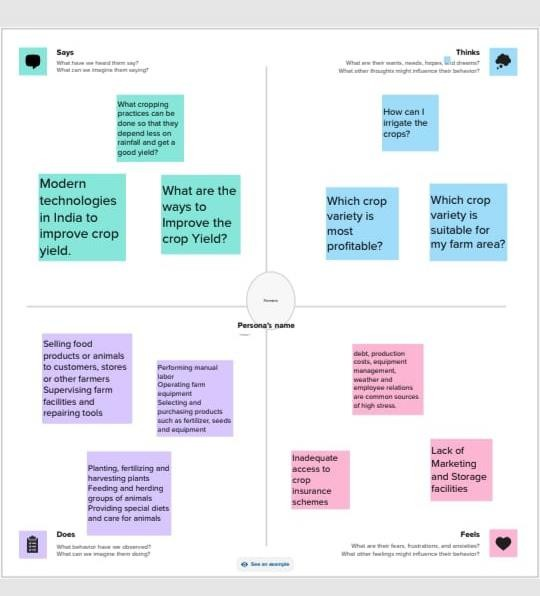 Says
What have we heard them say?
What can we imagine them saying?
Thinks
What are their wants, needs, hopes, and dreams?
What other thoughts might influence their behavior?
What cropping
practices can be
done so that they
depend less on
rainfall and get a
good yield?
Modern
technologies
in India to
improve crop
yield.
What are the
ways to
Improve the
crop Yield?
How can I
irrigate the
crops?
Which crop
variety is
most
profitable?
Which crop
variety is
suitable for
my farm area?
Farmers
Persona's name
Selling food
products or animals
to customers, stores
or other farmers
Supervising farm
facilities and
repairing tools
Performing manual
labor
Operating farm
equipment
Selecting and
purchasing products
such as fertilizer, seeds
and equipment
Planting, fertilizing and
harvesting plants
Feeding and herding
groups of animals
Providing special diets
and care for animals
debt, production
costs, equipment
management,
weather and
employee relations
are common sources
of high stress.
Inadequate
access to
crop
insurance
schemes
Lack of
Marketing
and Storage
facilities
Does
What behavior have we observed?
What can we imagine them doing?
Feels
What are their fears, frustrations, and anxieties?
What other feelings might influence their behavior?
See an example